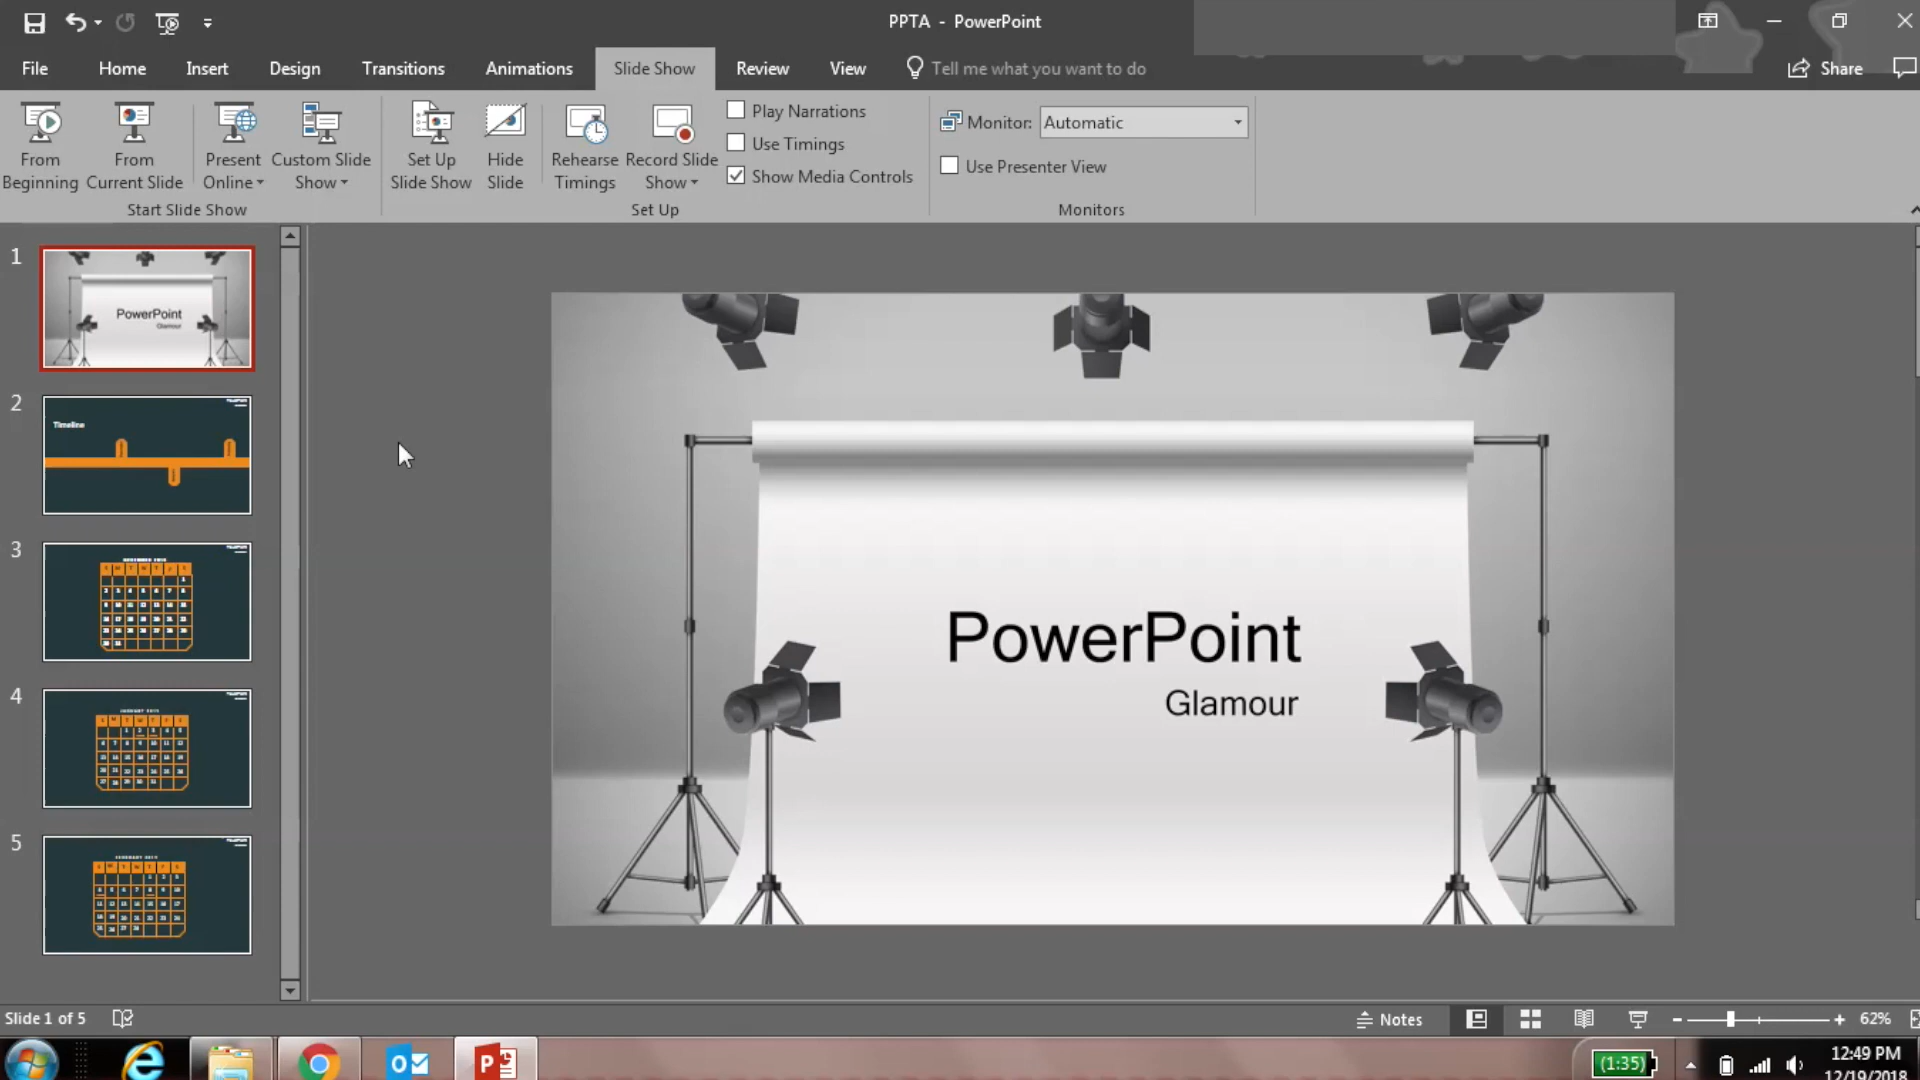 PPTA - PowerPoint
File Home Insert Design Transitions Animations Slide Show Review View Tell me what you want to do Share
From Beginning
From Current Slide
Present Online
Custom Slide Show
Start Slide Show
Set Up Slide Show
Hide Slide
Rehearse Timings
Record Slide Show
Play Narrations
Use Timings
Show Media Controls
Set Up
Monitor: Automatic
Use Presenter View
Monitors
1
PowerPoint
Glamour
2
Timeline
3
4
5
PowerPoint
Glamour
Slide 1 of 5
Notes
62%
(1:35)
12:49 PM
12/19/2018